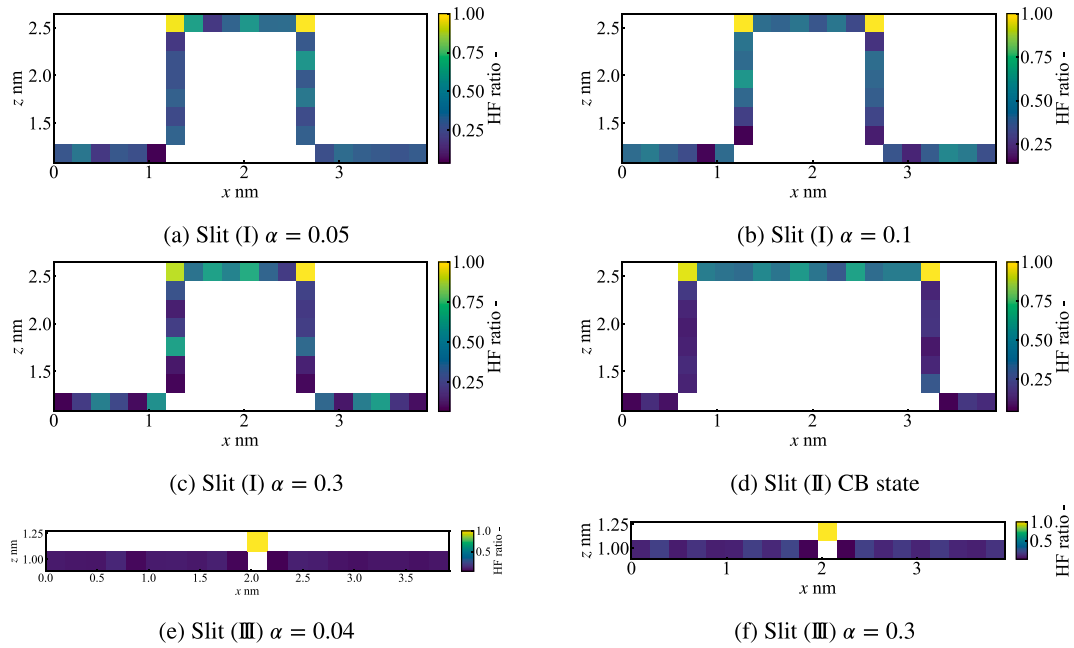 2.5
2.0
1.5
z nm
0 1 2 3
x nm
1.00
0.75
0.50
0.25
HF ratio -
(a) Slit (I) α = 0.05
2.5
2.0
1.5
z nm
0 1 2 3
x nm
1.00
0.75
0.50
0.25
HF ratio -
(b) Slit (I) α = 0.1
2.5
2.0
1.5
z nm
0 1 2 3
x nm
1.00
0.75
0.50
0.25
HF ratio -
(c) Slit (I) α = 0.3
2.5
2.0
1.5
z nm
0 1 2 3
x nm
1.00
0.75
0.50
0.25
HF ratio -
(d) Slit (Ⅱ) CB state
1.25
1.00
z nm
0.0 0.5 1.0 1.5 2.0 2.5 3.0 3.5
x nm
1.0
0.5
HF ratio -
(e) Slit (Ⅲ) α = 0.04
1.25
1.00
z nm
0 1 2 3
x nm
1.0
0.5
HF ratio -
(f) Slit (Ⅲ) α = 0.3